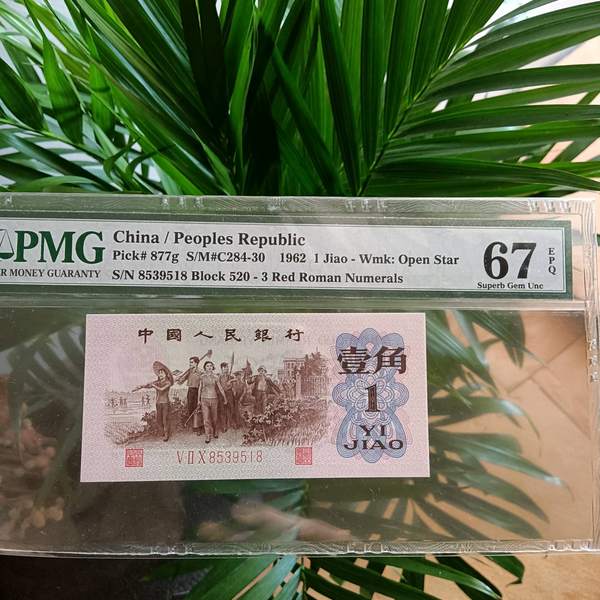 PMG
R MONEY GUARANTY
China / Peoples Republic
Pick# 877g S/M#C284-30 1962 1 Jiao - Wmk: Open Star
S/N 8539518 Block 520 - 3 Red Roman Numerals
67
EPQ
Superb Gem Unc
中國人民銀行
壹角
1
YI
JIAO
V II X 8539518